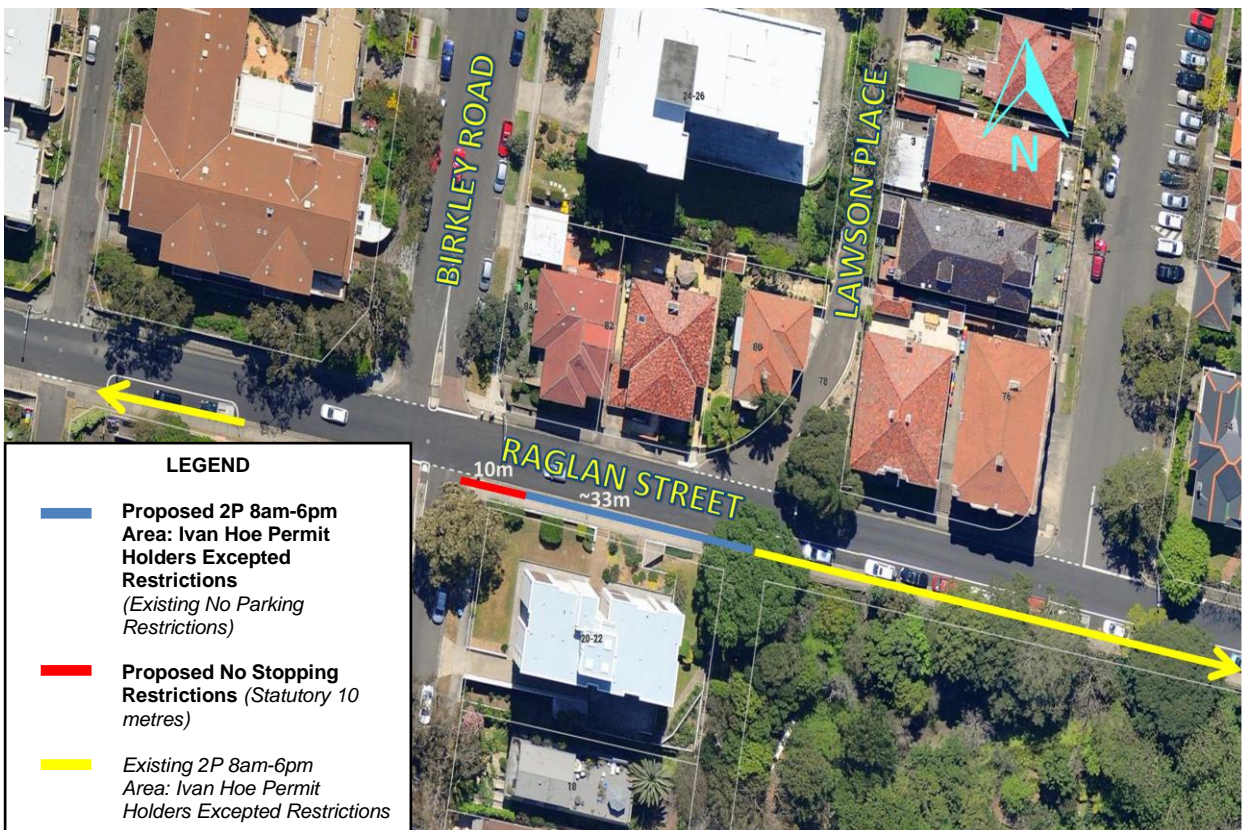 BIRKLEY ROAD
LAWSON PLACE
24-26
3
N
84
82
80
78
76
74
RAGLAN STREET
10m
~33m
20-22
18
LEGEND
Proposed 2P 8am-6pm
Area: Ivan Hoe Permit
Holders Excepted
Restrictions
(Existing No Parking
Restrictions)
Proposed No Stopping
Restrictions (Statutory 10
metres)
Existing 2P 8am-6pm
Area: Ivan Hoe Permit
Holders Excepted Restrictions